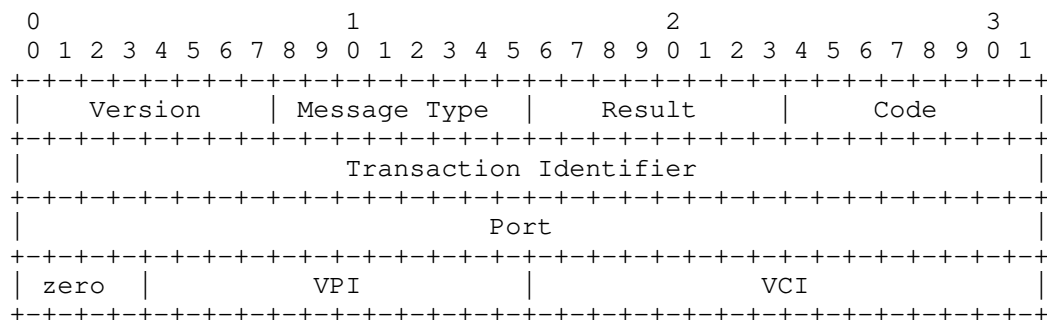 0                   1                   2                   3
0 1 2 3 4 5 6 7 8 9 0 1 2 3 4 5 6 7 8 9 0 1 2 3 4 5 6 7 8 9 0 1
+-+-+-+-+-+-+-+-+-+-+-+-+-+-+-+-+-+-+-+-+-+-+-+-+-+-+-+-+-+-+-+-+
|    Version    | Message Type  |    Result     |     Code      |
+-+-+-+-+-+-+-+-+-+-+-+-+-+-+-+-+-+-+-+-+-+-+-+-+-+-+-+-+-+-+-+-+
|                    Transaction Identifier                     |
+-+-+-+-+-+-+-+-+-+-+-+-+-+-+-+-+-+-+-+-+-+-+-+-+-+-+-+-+-+-+-+-+
|                             Port                              |
+-+-+-+-+-+-+-+-+-+-+-+-+-+-+-+-+-+-+-+-+-+-+-+-+-+-+-+-+-+-+-+-+
| zero  |          VPI          |              VCI              |
+-+-+-+-+-+-+-+-+-+-+-+-+-+-+-+-+-+-+-+-+-+-+-+-+-+-+-+-+-+-+-+-+